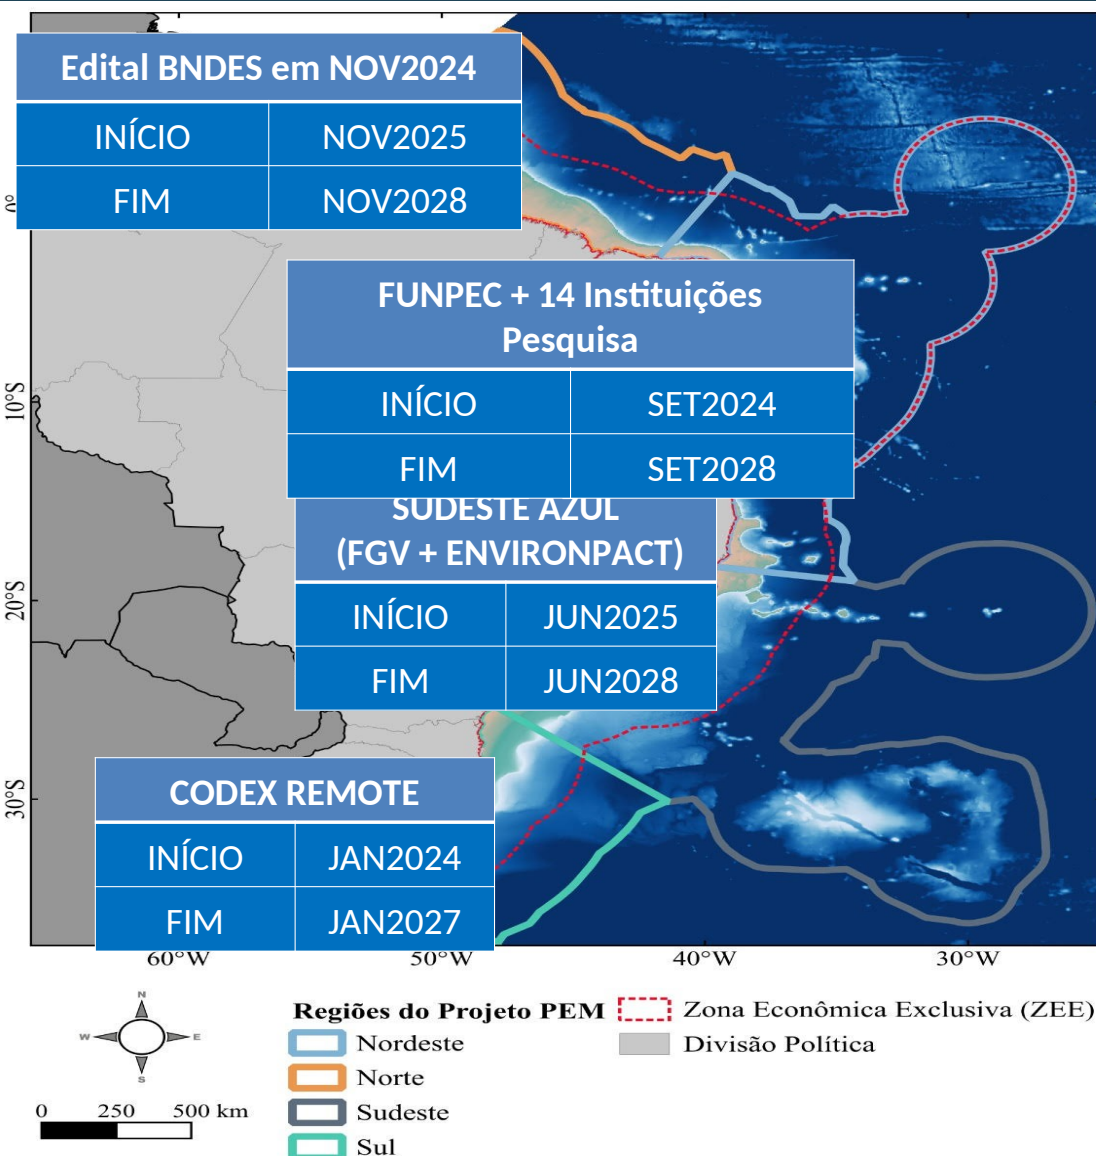 Edital BNDES em NOV2024
INÍCIO NOV2025
FIM NOV2028
FUNPEC + 14 Instituições
Pesquisa
INÍCIO SET2024
FIM SET2028
SUDESTE AZUL
(FGV + ENVIRONPACT)
INÍCIO JUN2025
FIM JUN2028
CODEX REMOTE
INÍCIO JAN2024
FIM JAN2027
0°
10°S
20°S
30°S
60°W 50°W 40°W 30°W
N
W E
S
0 250 500 km
Regiões do Projeto PEM
Nordeste
Norte
Sudeste
Sul
Zona Econômica Exclusiva (ZEE)
Divisão Política